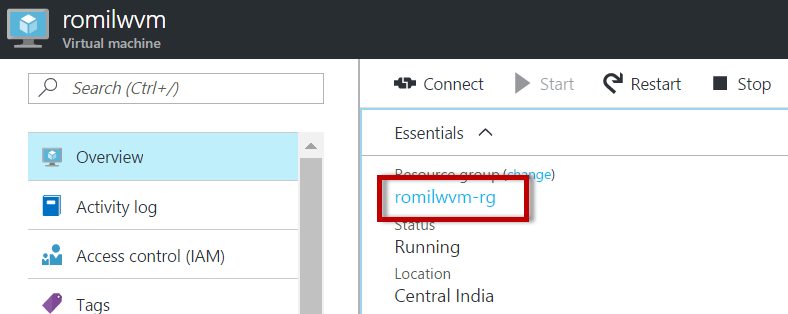 romilwvm
Virtual machine
Search (Ctrl+/)
Overview
Activity log
Access control (IAM)
Tags
Connect Start Restart Stop
Essentials
Resource group (change)
romilwvm-rg
Status
Running
Location
Central India